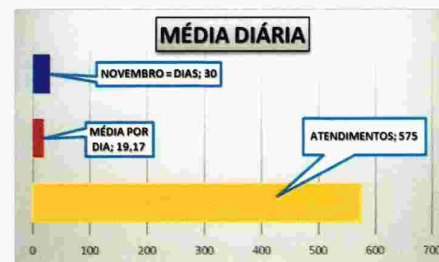 MÉDIA DIÁRIA
NOVEMBRO = DIAS; 30
MÉDIA POR
DIA; 19,17
ATENDIMENTOS; 575
0 100 200 300 400 500 600 700